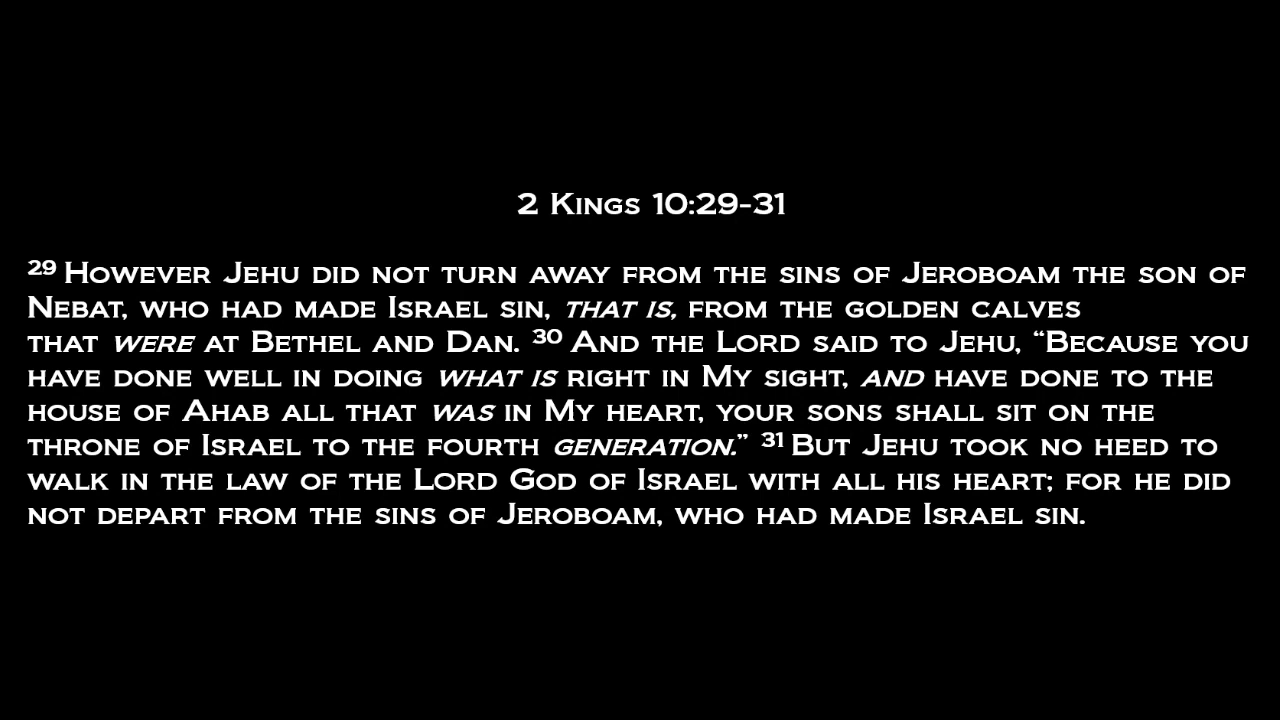 2 Kings 10:29-31
29 However Jehu did not turn away from the sins of Jeroboam the son of
Nebat, who had made Israel sin, that is, from the golden calves
that were at Bethel and Dan. 30 And the Lord said to Jehu, “Because you
have done well in doing what is right in My sight, and have done to the
house of Ahab all that was in My heart, your sons shall sit on the
throne of Israel to the fourth generation.” 31 But Jehu took no heed to
walk in the law of the Lord God of Israel with all his heart; for he did
not depart from the sins of Jeroboam, who had made Israel sin.